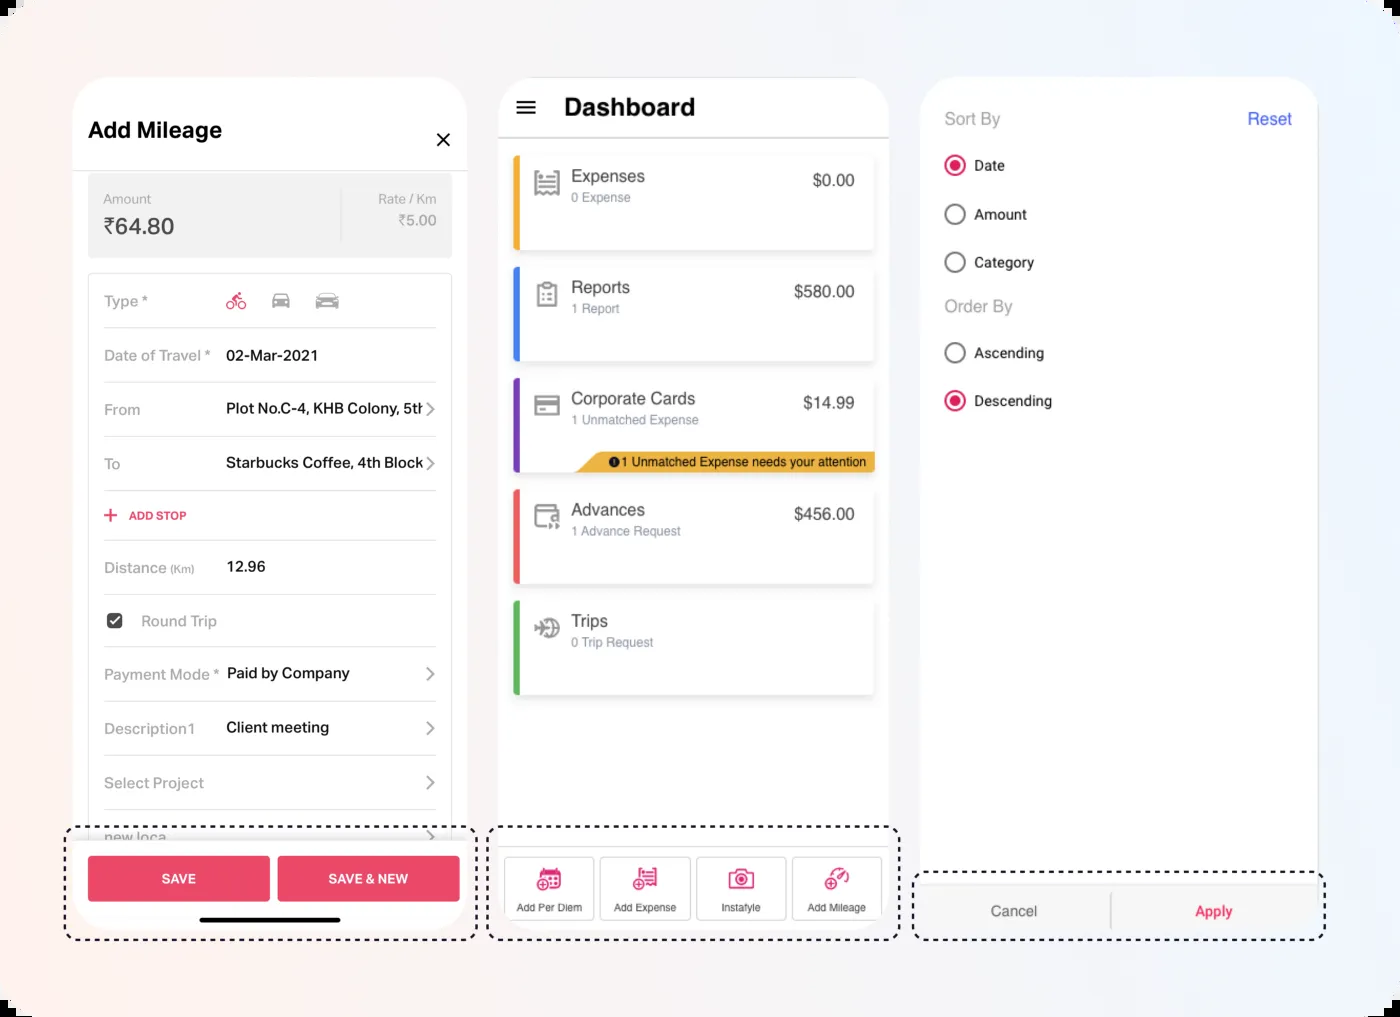 Add Mileage
Amount
Rate / Km
₹64.80
₹5.00
Type *
Date of Travel * 02-Mar-2021
From Plot No.C-4, KHB Colony, 5th
To Starbucks Coffee, 4th Block
+ ADD STOP
Distance (Km) 12.96
Round Trip
Payment Mode * Paid by Company
Description1 Client meeting
Select Project
new loca
SAVE
SAVE & NEW
Dashboard
Expenses $0.00
0 Expense
Reports $580.00
1 Report
Corporate Cards $14.99
1 Unmatched Expense
1 Unmatched Expense needs your attention
Advances $456.00
1 Advance Request
Trips
0 Trip Request
Add Per Diem
Add Expense
Instafyle
Add Mileage
Sort By
Reset
Date
Amount
Category
Order By
Ascending
Descending
Cancel
Apply